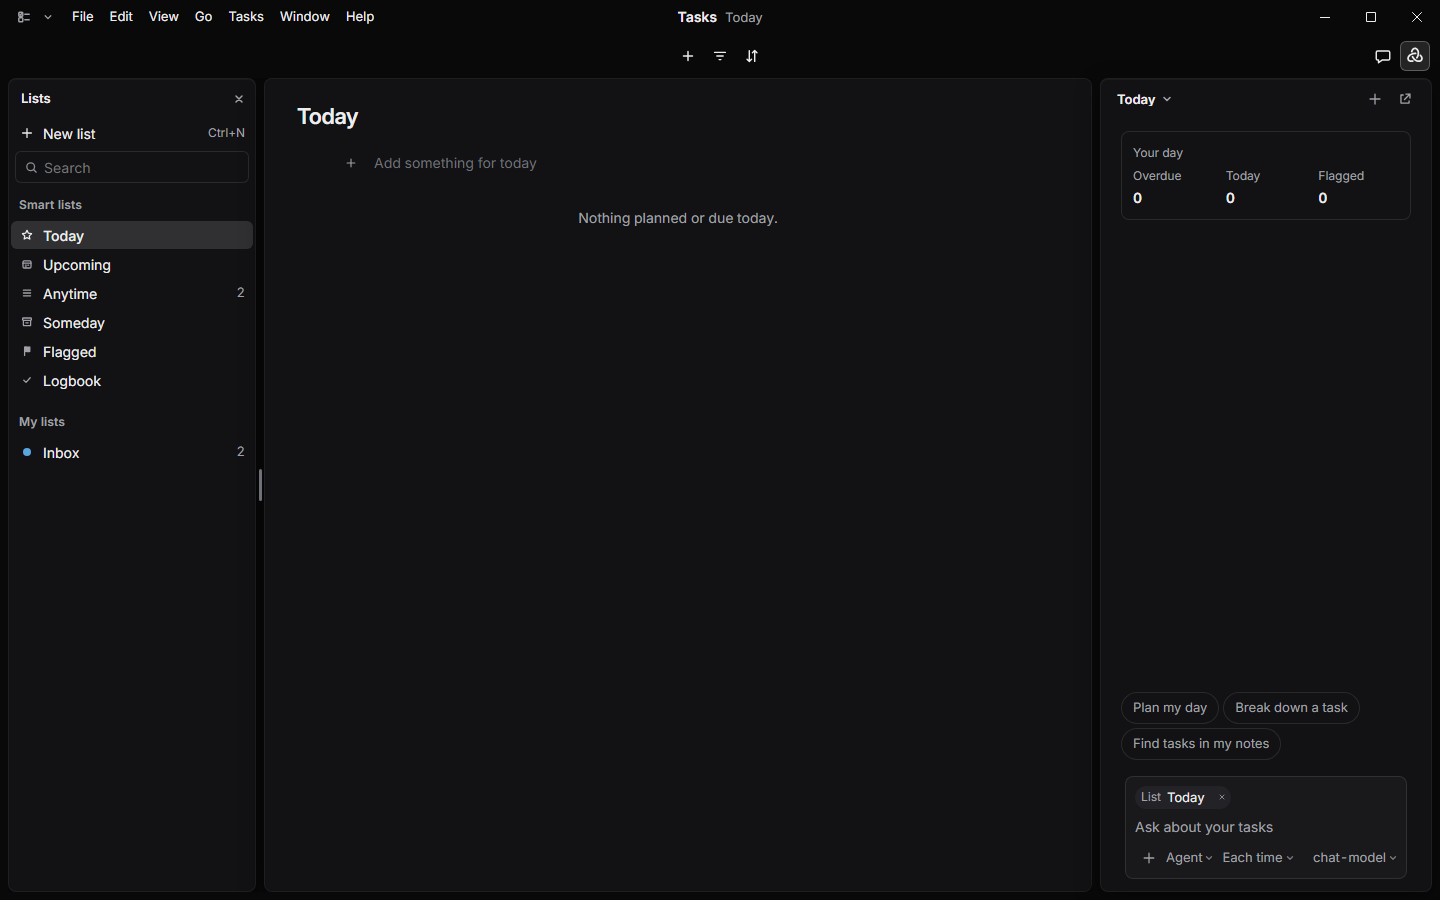 File Edit View Go Tasks Window Help
Tasks Today
Lists
New list Ctrl+N
Search
Smart lists
Today
Upcoming
Anytime 2
Someday
Flagged
Logbook
My lists
Inbox 2
Today
Add something for today
Nothing planned or due today.
Today
Your day
Overdue Today Flagged
0 0 0
Plan my day Break down a task
Find tasks in my notes
List Today
Ask about your tasks
Agent Each time chat-model